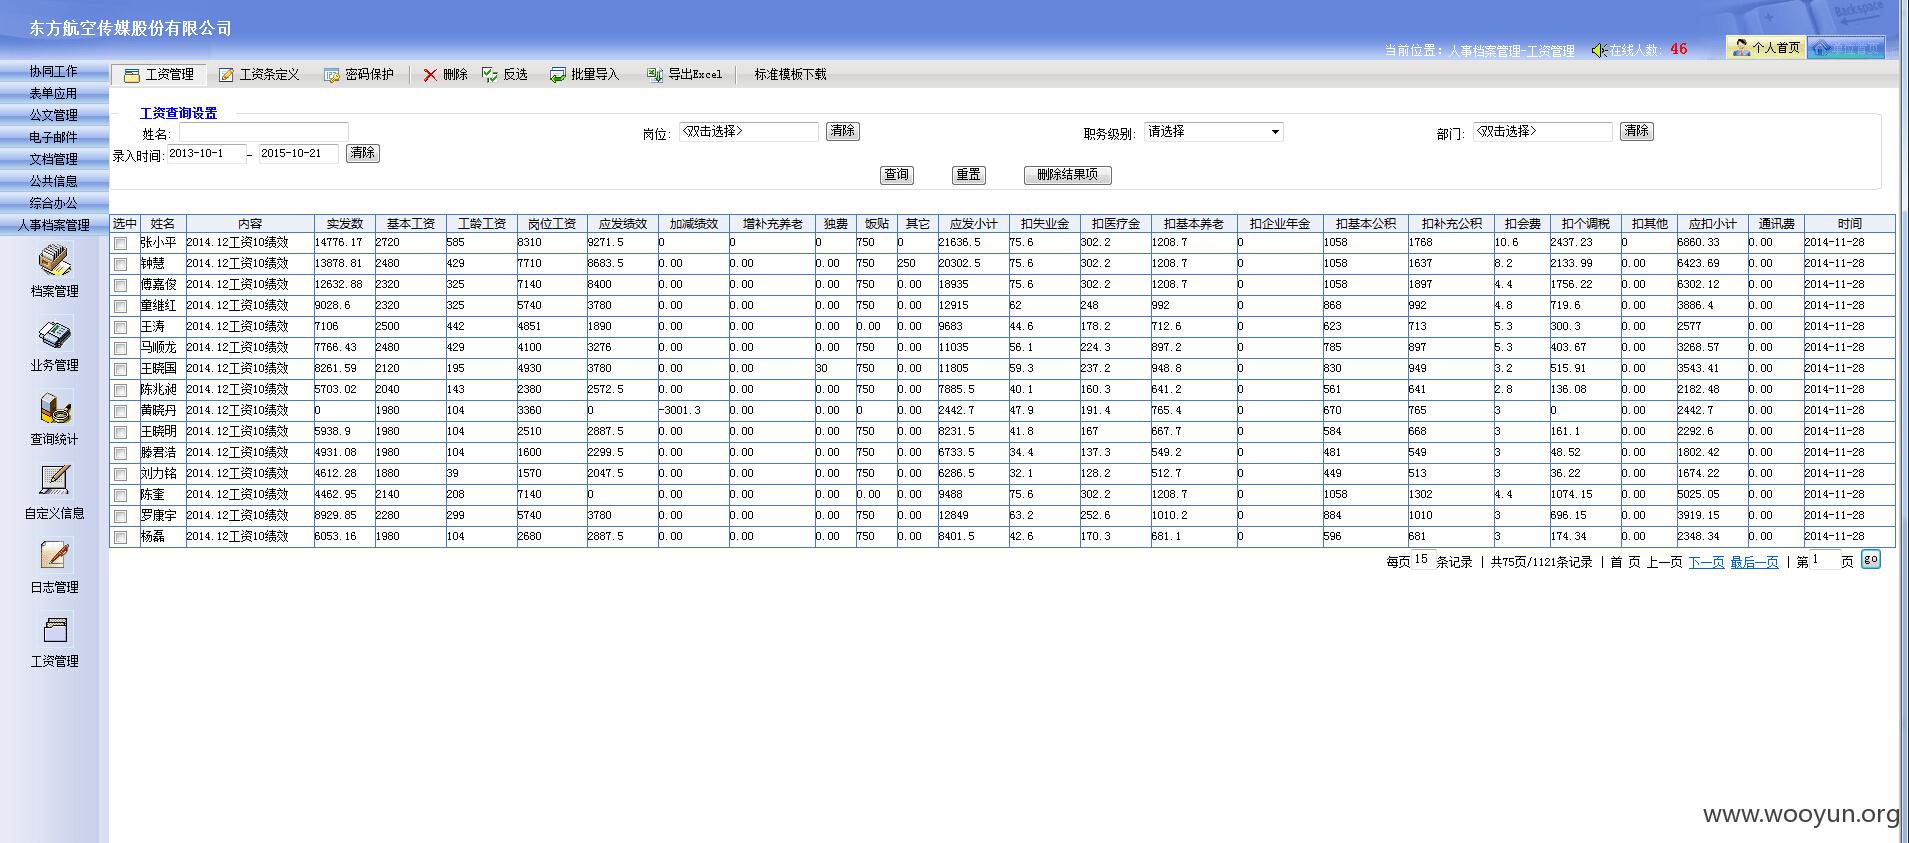 东方航空传媒股份有限公司
Backspace
当前位置: 人事档案管理-工资管理 在线人数: 46 个人首页 单位首页
协同工作
表单应用
公文管理
电子邮件
文档管理
公共信息
综合办公
人事档案管理
档案管理
业务管理
查询统计
自定义信息
日志管理
工资管理
工资管理 工资条定义 密码保护 删除 反选 批量导入 导出Excel 标准模板下载
工资查询设置
姓名: 岗位: <双击选择> 清除 职务级别: 请选择 部门: <双击选择> 清除
录入时间: 2013-10-1 - 2015-10-21 清除
查询 重置 删除结果项
选中 姓名 内容 实发数 基本工资 工龄工资 岗位工资 应发绩效 加减绩效 增补充养老 独费 饭贴 其它 应发小计 扣失业金 扣医疗金 扣基本养老 扣企业年金 扣基本公积 扣补充公积 扣会费 扣个调税 扣其他 应扣小计 通讯费 时间
张小平 2014.12工资10绩效 14776.17 2720 585 8310 9271.5 0 0 0 750 0 21636.5 75.6 302.2 1208.7 0 1058 1768 10.6 2437.23 0 6860.33 0.00 2014-11-28
钟慧 2014.12工资10绩效 13878.81 2480 429 7710 8683.5 0.00 0.00 0.00 750 250 20302.5 75.6 302.2 1208.7 0 1058 1637 8.2 2133.99 0.00 6423.69 0.00 2014-11-28
傅嘉俊 2014.12工资10绩效 12632.88 2320 325 7140 8400 0.00 0.00 0.00 750 0.00 18935 75.6 302.2 1208.7 0 1058 1897 4.4 1756.22 0.00 6302.12 0.00 2014-11-28
童继红 2014.12工资10绩效 9028.6 2320 325 5740 3780 0.00 0.00 0.00 750 0.00 12915 62 248 992 0 868 992 4.8 719.6 0.00 3886.4 0.00 2014-11-28
王涛 2014.12工资10绩效 7106 2500 442 4851 1890 0.00 0.00 0.00 0.00 0.00 9683 44.6 178.2 712.6 0 623 713 5.3 300.3 0.00 2577 0.00 2014-11-28
马顺龙 2014.12工资10绩效 7766.43 2480 429 4100 3276 0.00 0.00 0.00 750 0.00 11035 56.1 224.3 897.2 0 785 897 5.3 403.67 0.00 3268.57 0.00 2014-11-28
王晓国 2014.12工资10绩效 8261.59 2120 195 4930 3780 0.00 0.00 30 750 0.00 11805 59.3 237.2 948.8 0 830 949 3.2 515.91 0.00 3543.41 0.00 2014-11-28
陈兆昶 2014.12工资10绩效 5703.02 2040 143 2380 2572.5 0.00 0.00 0.00 750 0.00 7885.5 40.1 160.3 641.2 0 561 641 2.8 136.08 0.00 2182.48 0.00 2014-11-28
黄晓丹 2014.12工资10绩效 0 1980 104 3360 0 -3001.3 0.00 0.00 0 0.00 2442.7 47.9 191.4 765.4 0 670 765 3 0 0.00 2442.7 0.00 2014-11-28
王晓明 2014.12工资10绩效 5938.9 1980 104 2510 2887.5 0.00 0.00 0.00 750 0.00 8231.5 41.8 167 667.7 0 584 668 3 161.1 0.00 2292.6 0.00 2014-11-28
滕君浩 2014.12工资10绩效 4931.08 1980 104 1600 2299.5 0.00 0.00 0.00 750 0.00 6733.5 34.4 137.3 549.2 0 481 549 3 48.52 0.00 1802.42 0.00 2014-11-28
刘力铭 2014.12工资10绩效 4612.28 1880 39 1570 2047.5 0.00 0.00 0.00 750 0.00 6286.5 32.1 128.2 512.7 0 449 513 3 36.22 0.00 1674.22 0.00 2014-11-28
陈奎 2014.12工资10绩效 4462.95 2140 208 7140 0 0.00 0.00 0.00 0.00 0.00 9488 75.6 302.2 1208.7 0 1058 1302 4.4 1074.15 0.00 5025.05 0.00 2014-11-28
罗康宇 2014.12工资10绩效 8929.85 2280 299 5740 3780 0.00 0.00 0.00 750 0.00 12849 63.2 252.6 1010.2 0 884 1010 3 696.15 0.00 3919.15 0.00 2014-11-28
杨磊 2014.12工资10绩效 6053.16 1980 104 2680 2887.5 0.00 0.00 0.00 750 0.00 8401.5 42.6 170.3 681.1 0 596 681 3 174.34 0.00 2348.34 0.00 2014-11-28
每页 15 条记录 | 共75页/1121条记录 | 首 页 上一页 下一页 最后一页 | 第 1 页 go
www.wooyun.org